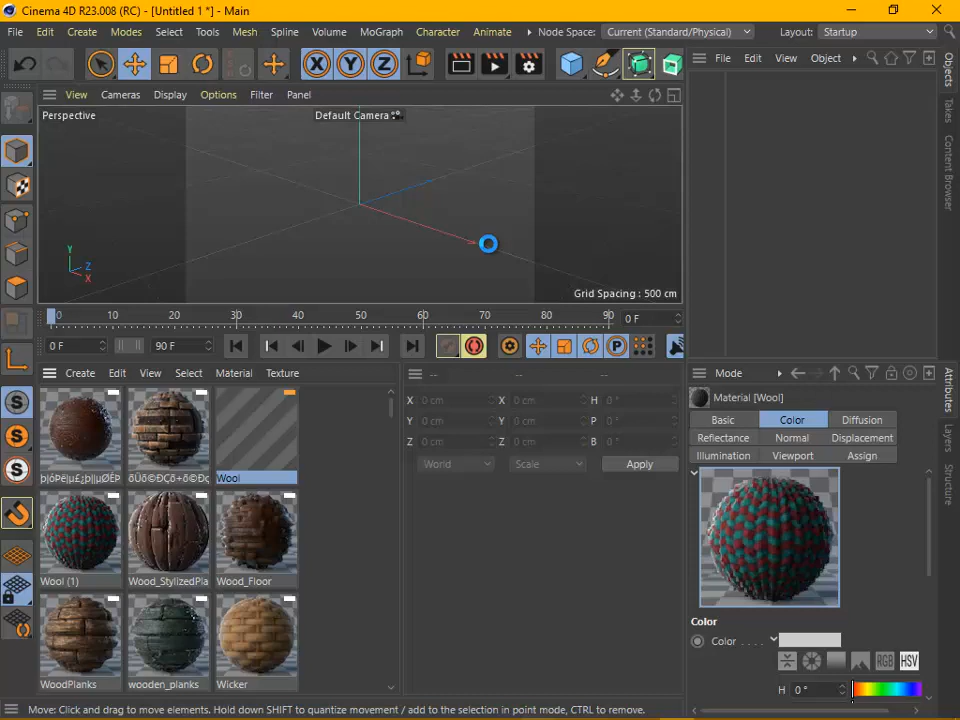 Cinema 4D R23.008 (RC) - [Untitled 1 *] - Main
File Edit Create Modes Select Tools Mesh Spline Volume MoGraph Character Animate Node Space: Current (Standard/Physical) Layout: Startup
File Edit View Object
View Cameras Display Options Filter Panel
Perspective
Default Camera
Y
Z
X
Grid Spacing : 500 cm
0 10 20 30 40 50 60 70 80 90 0 F
0 F 90 F
Create Edit View Select Material Texture
-- -- --
X 0 cm X 0 cm H 0 °
Y 0 cm Y 0 cm P 0 °
Z 0 cm Z 0 cm B 0 °
World Scale Apply
Wool
Wool (1) Wood_StylizedPla Wood_Floor
WoodPlanks wooden_planks Wicker
Mode
Material [Wool]
Basic Color Diffusion
Reflectance Normal Displacement
Illumination Viewport Assign
Color
Color . . . .
RGB HSV
H 0 °
Objects
Takes
Content Browser
Attributes
Layers
Structure
Move: Click and drag to move elements. Hold down SHIFT to quantize movement / add to the selection in point mode, CTRL to remove.